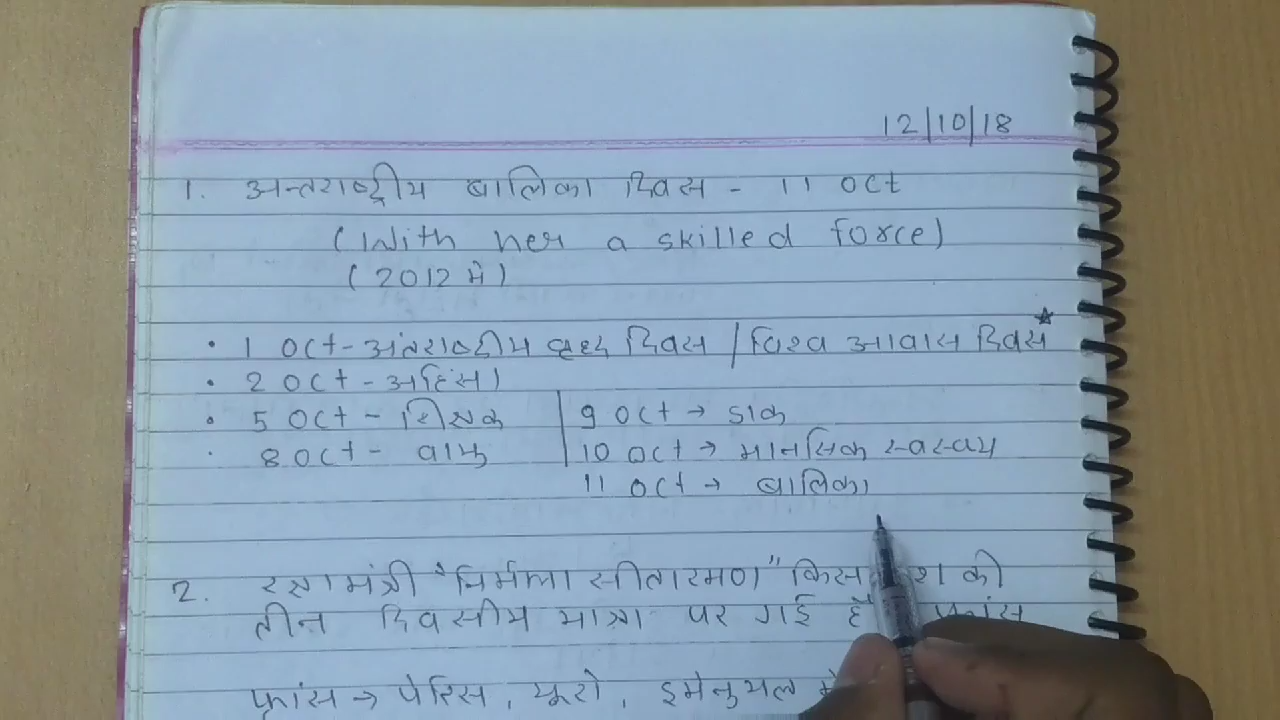 12/10/18
1. अन्तराष्ट्रीय बालिका दिवस - 11 Oct
(With her a skilled force)
(2012 में)
• 1 Oct - अंतराष्ट्रीय वृध्द दिवस / विश्व आवास दिवस
• 2 Oct - अहिंसा
• 5 Oct - शिक्षक
• 8 Oct - वायु
9 Oct → डाक
10 Oct → मानसिक स्वास्थय
11 Oct → बालिका
2. रक्षामंत्री "निर्मला सीतारमण" किस की
तीन दिवसीय यात्रा पर गई है फ्रांस
फ्रांस → पेरिस, यूरो, इमेनुयल